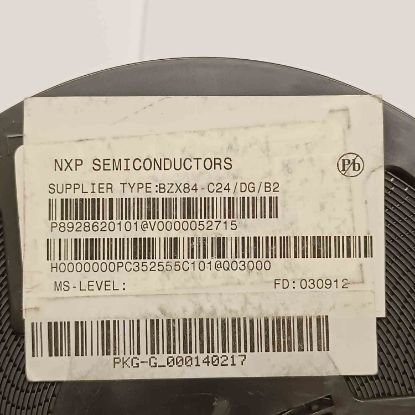 NXP SEMICONDUCTORS
Pb
SUPPLIER TYPE:BZX84-C24/DG/B2
P8928620101@V0000052715
H0000000PC352555C101@Q03000
MS-LEVEL: FD:030912
PKG-G_000140217